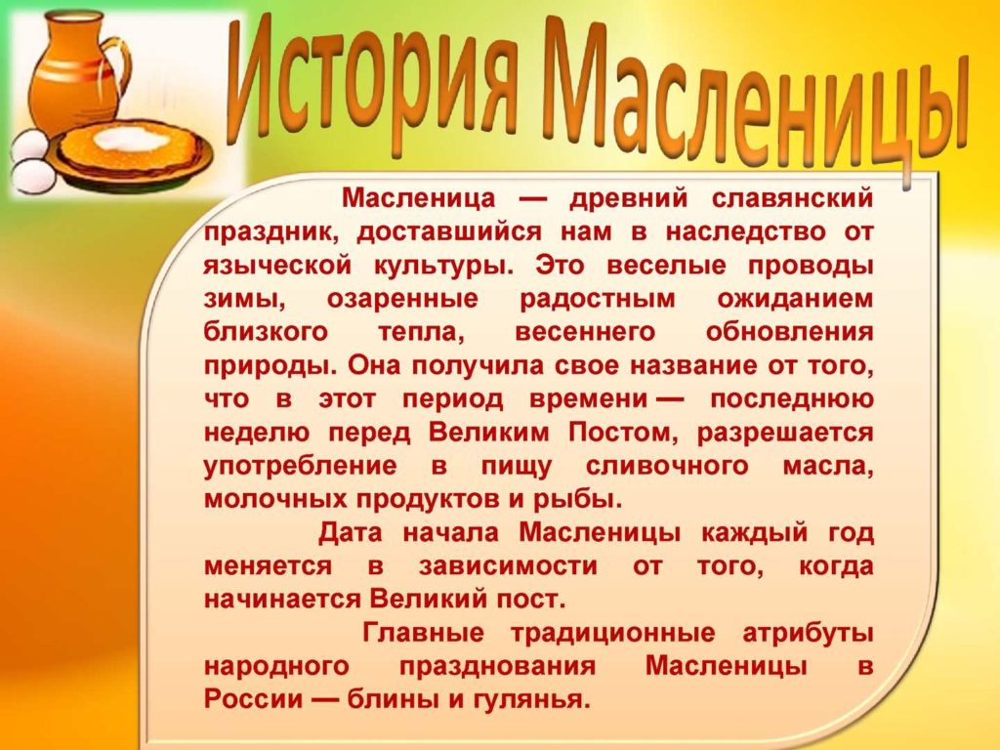 История Масленицы
Масленица — древний славянский
праздник, доставшийся нам в наследство от
языческой культуры. Это веселые проводы
зимы, озаренные радостным ожиданием
близкого тепла, весеннего обновления
природы. Она получила свое название от того,
что в этот период времени — последнюю
неделю перед Великим Постом, разрешается
употребление в пищу сливочного масла,
молочных продуктов и рыбы.
Дата начала Масленицы каждый год
меняется в зависимости от того, когда
начинается Великий пост.
Главные традиционные атрибуты
народного празднования Масленицы в
России — блины и гулянья.